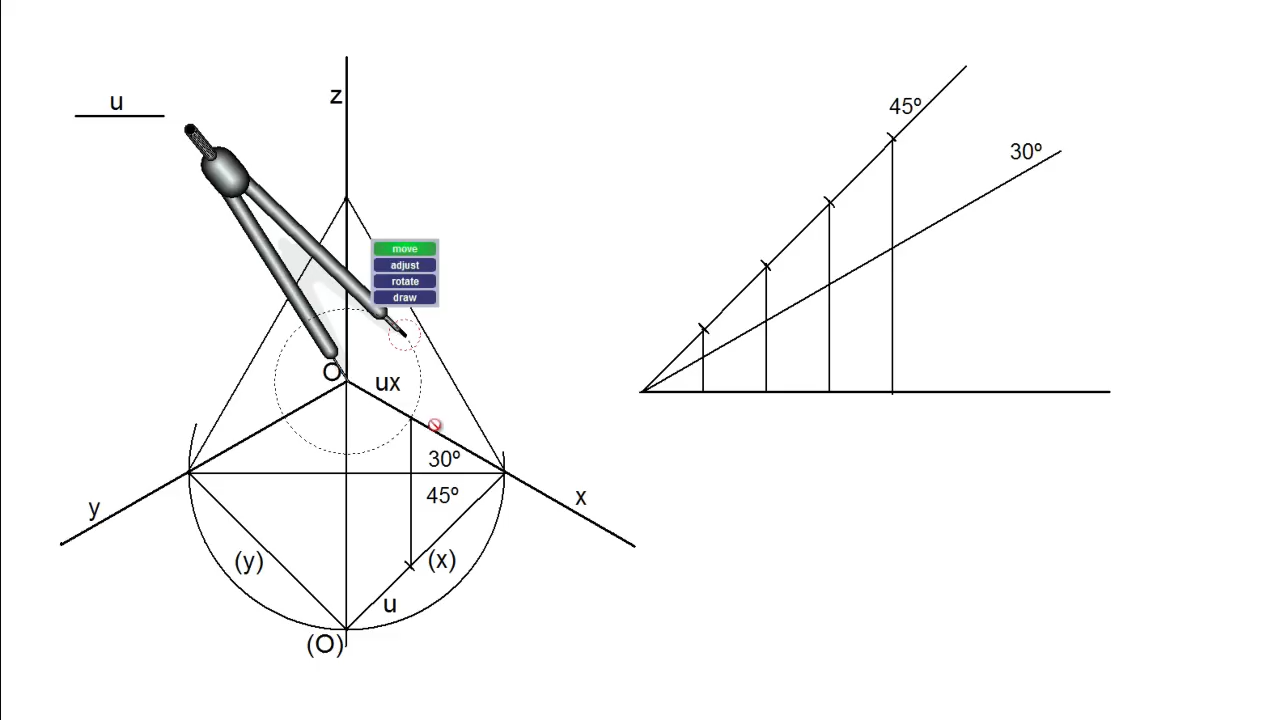 u
z
45º
30º
move
adjust
rotate
draw
O
ux
30º
45º
x
y
(y)
(x)
u
(O)